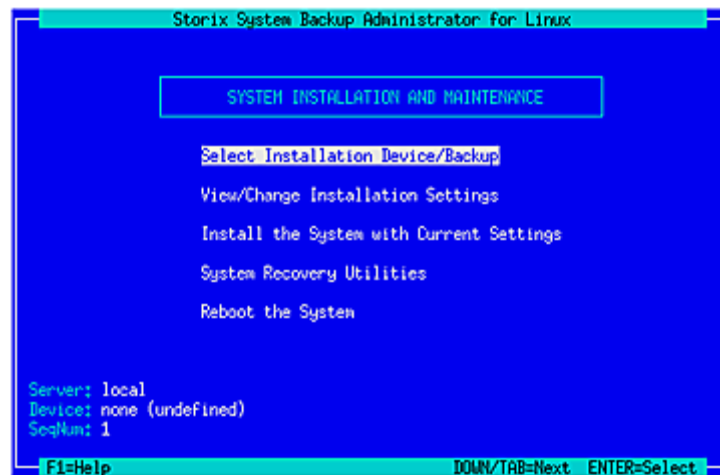 Storix System Backup Administrator for Linux
SYSTEM INSTALLATION AND MAINTENANCE
Select Installation Device/Backup
View/Change Installation Settings
Install the System with Current Settings
System Recovery Utilities
Reboot the System
Server: local
Device: none (undefined)
SeqNum: 1
F1=Help DOWN/TAB=Next ENTER=Select